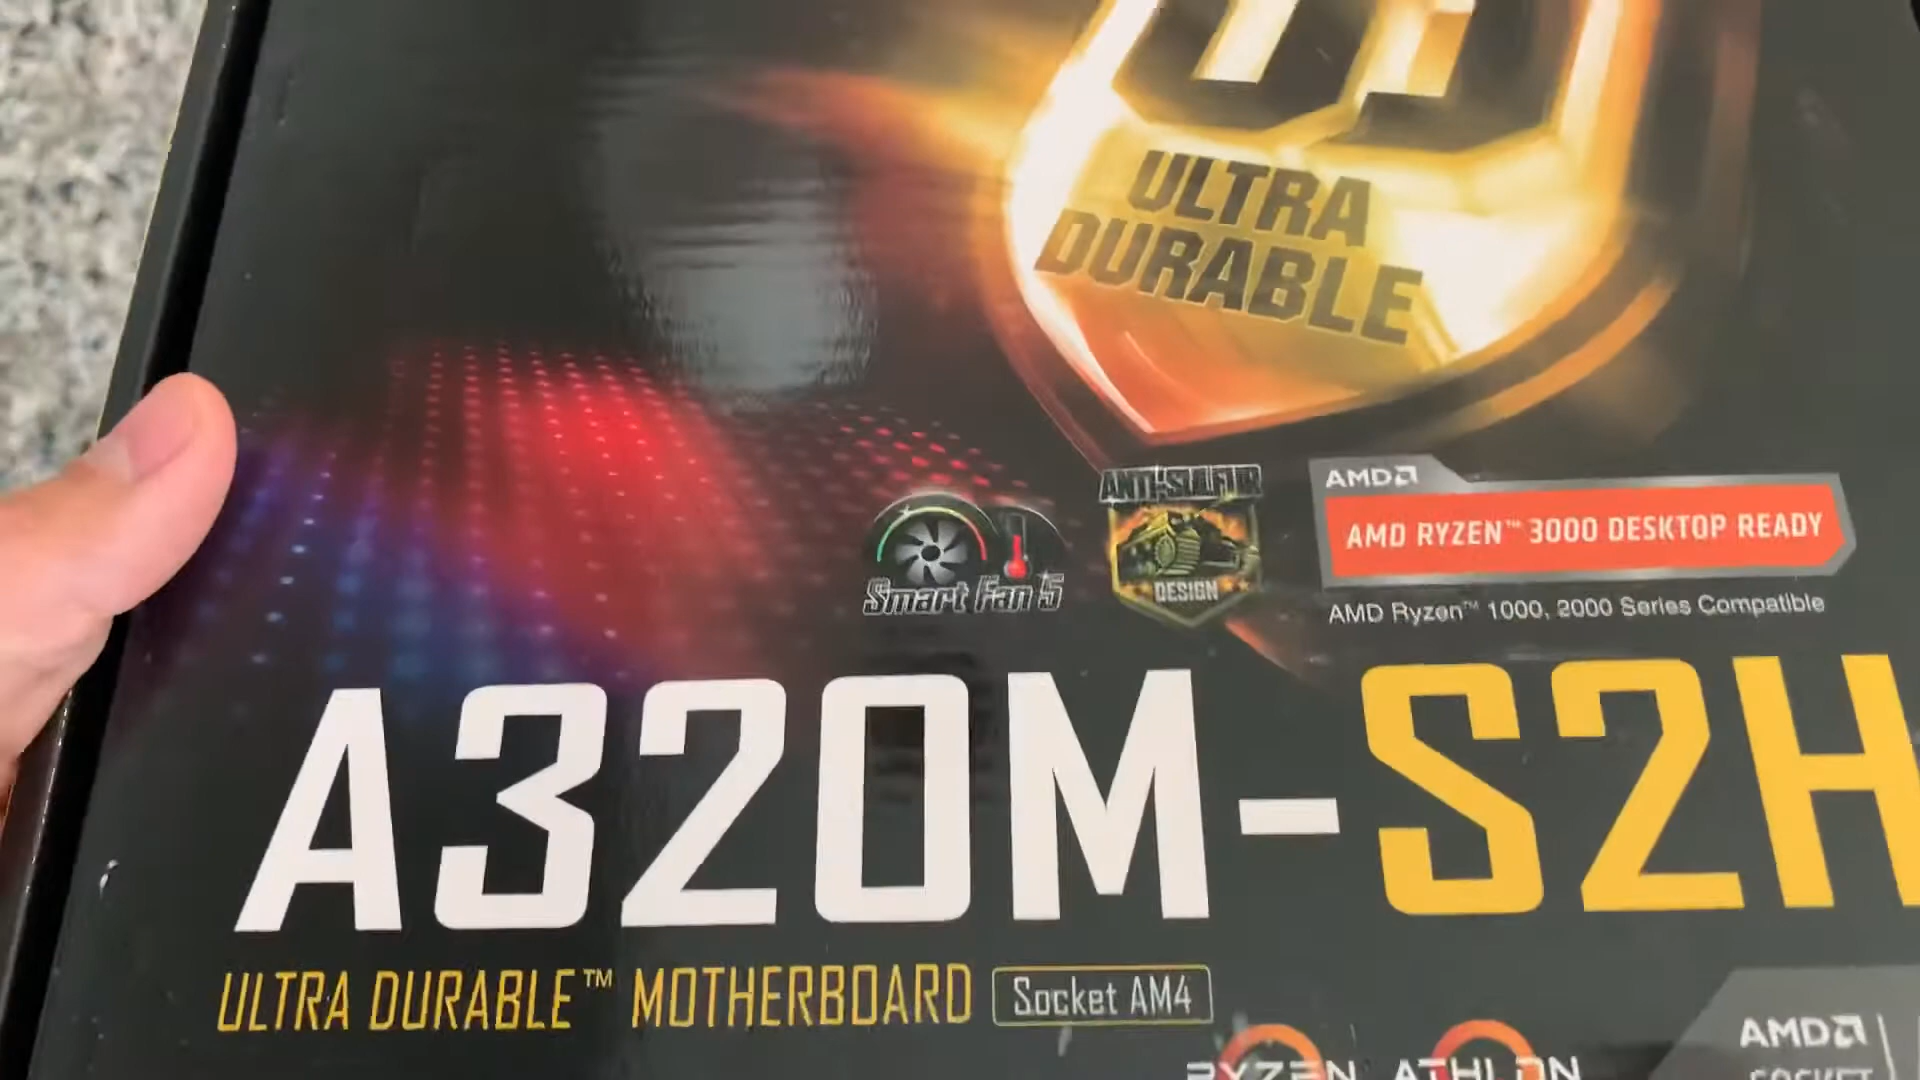 ULTRA
DURABLE
ANTI-SULFUR
DESIGN
Smart Fan 5
AMD
AMD RYZEN™ 3000 DESKTOP READY
AMD Ryzen™ 1000, 2000 Series Compatible
A320M-S2H
ULTRA DURABLE™ MOTHERBOARD
Socket AM4
RYZEN ATHLON
AMD
SOCKET